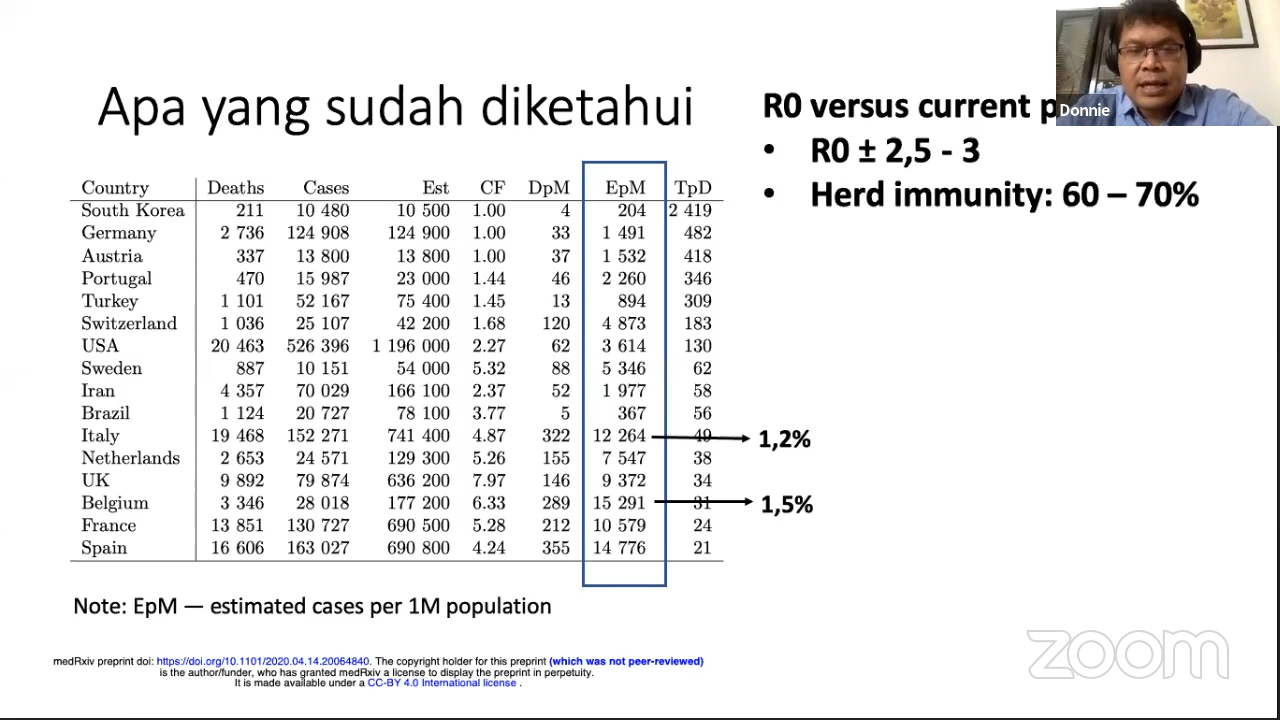 Apa yang sudah diketahui
Country Deaths Cases Est CF DpM EpM TpD
South Korea 211 10 480 10 500 1.00 4 204 2 419
Germany 2 736 124 908 124 900 1.00 33 1 491 482
Austria 337 13 800 13 800 1.00 37 1 532 418
Portugal 470 15 987 23 000 1.44 46 2 260 346
Turkey 1 101 52 167 75 400 1.45 13 894 309
Switzerland 1 036 25 107 42 200 1.68 120 4 873 183
USA 20 463 526 396 1 196 000 2.27 62 3 614 130
Sweden 887 10 151 54 000 5.32 88 5 346 62
Iran 4 357 70 029 166 100 2.37 52 1 977 58
Brazil 1 124 20 727 78 100 3.77 5 367 56
Italy 19 468 152 271 741 400 4.87 322 12 264 49 1,2%
Netherlands 2 653 24 571 129 300 5.26 155 7 547 38
UK 9 892 79 874 636 200 7.97 146 9 372 34
Belgium 3 346 28 018 177 200 6.33 289 15 291 31 1,5%
France 13 851 130 727 690 500 5.28 212 10 579 24
Spain 16 606 163 027 690 800 4.24 355 14 776 21
Note: EpM — estimated cases per 1M population
medRxiv preprint doi: https://doi.org/10.1101/2020.04.14.20064840. The copyright holder for this preprint (which was not peer-reviewed)
is the author/funder, who has granted medRxiv a license to display the preprint in perpetuity.
It is made available under a CC-BY 4.0 International license .
R0 versus current
• R0 ± 2,5 - 3
• Herd immunity: 60 – 70%
Donnie
zoom